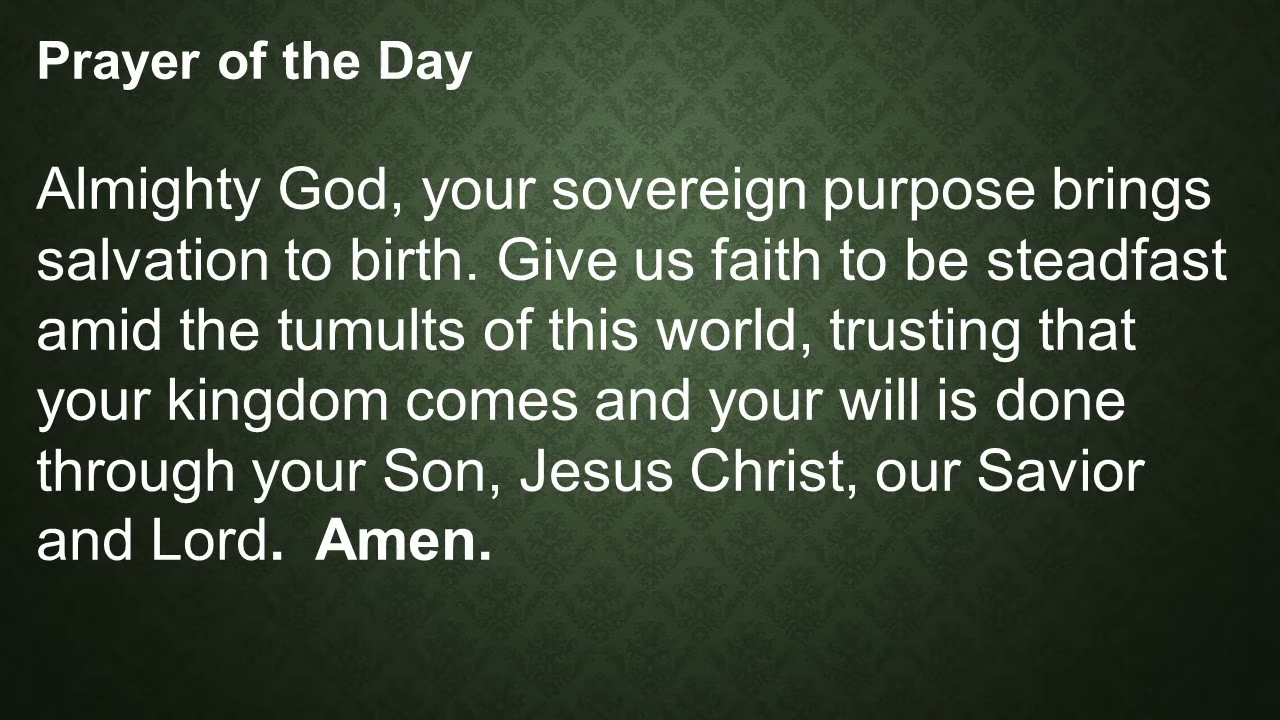 Prayer of the Day
Almighty God, your sovereign purpose brings
salvation to birth. Give us faith to be steadfast
amid the tumults of this world, trusting that
your kingdom comes and your will is done
through your Son, Jesus Christ, our Savior
and Lord.  Amen.